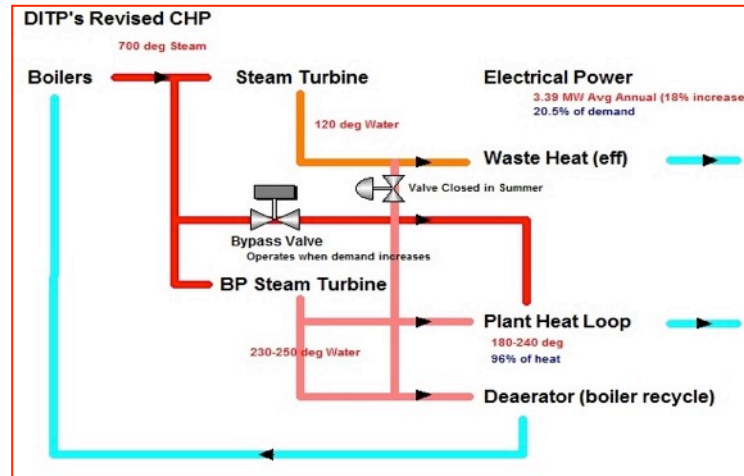 DITP's Revised CHP
700 deg Steam
Boilers
Steam Turbine
Electrical Power
3.39 MW Avg Annual (18% increase
20.5% of demand
120 deg Water
Waste Heat (eff)
Valve Closed in Summer
Bypass Valve
Operates when demand increases
BP Steam Turbine
Plant Heat Loop
180-240 deg
96% of heat
230-250 deg Water
Deaerator (boiler recycle)